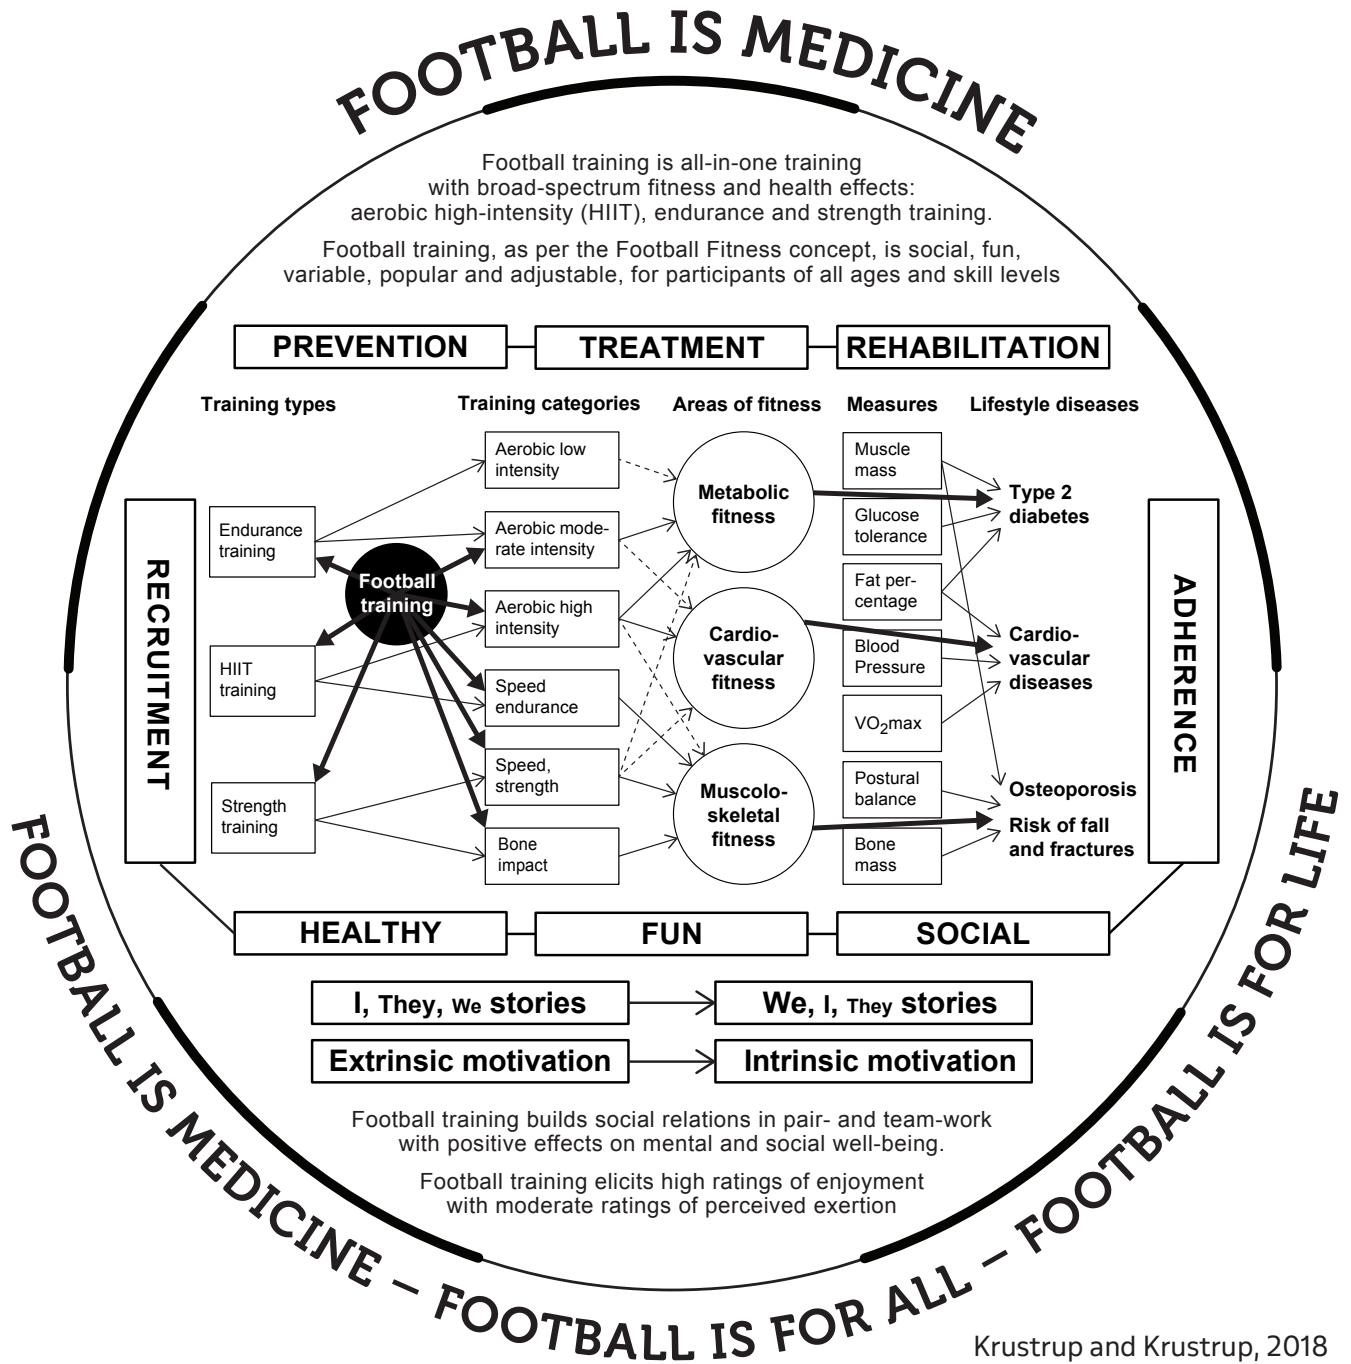 FOOTBALL IS MEDICINE
Football training is all-in-one training
with broad-spectrum fitness and health effects:
aerobic high-intensity (HIIT), endurance and strength training.
Football training, as per the Football Fitness concept, is social, fun,
variable, popular and adjustable, for participants of all ages and skill levels
PREVENTION
TREATMENT
REHABILITATION
RECRUITMENT
Training types
Endurance
training
HIIT
training
Strength
training
Football
training
Training categories
Aerobic low
intensity
Aerobic mode-
rate intensity
Aerobic high
intensity
Speed
endurance
Speed,
strength
Bone
impact
Areas of fitness
Metabolic
fitness
Cardio-
vascular
fitness
Muscolo-
skeletal
fitness
Measures
Muscle
mass
Glucose
tolerance
Fat per-
centage
Blood
Pressure
VO2max
Postural
balance
Bone
mass
Lifestyle diseases
Type 2
diabetes
Cardio-
vascular
diseases
Osteoporosis
Risk of fall
and fractures
ADHERENCE
HEALTHY
FUN
SOCIAL
I, They, We stories
We, I, They stories
Extrinsic motivation
Intrinsic motivation
Football training builds social relations in pair- and team-work
with positive effects on mental and social well-being.
Football training elicits high ratings of enjoyment
with moderate ratings of perceived exertion
FOOTBALL IS MEDICINE – FOOTBALL IS FOR ALL – FOOTBALL IS FOR LIFE
Krustrup and Krustrup, 2018